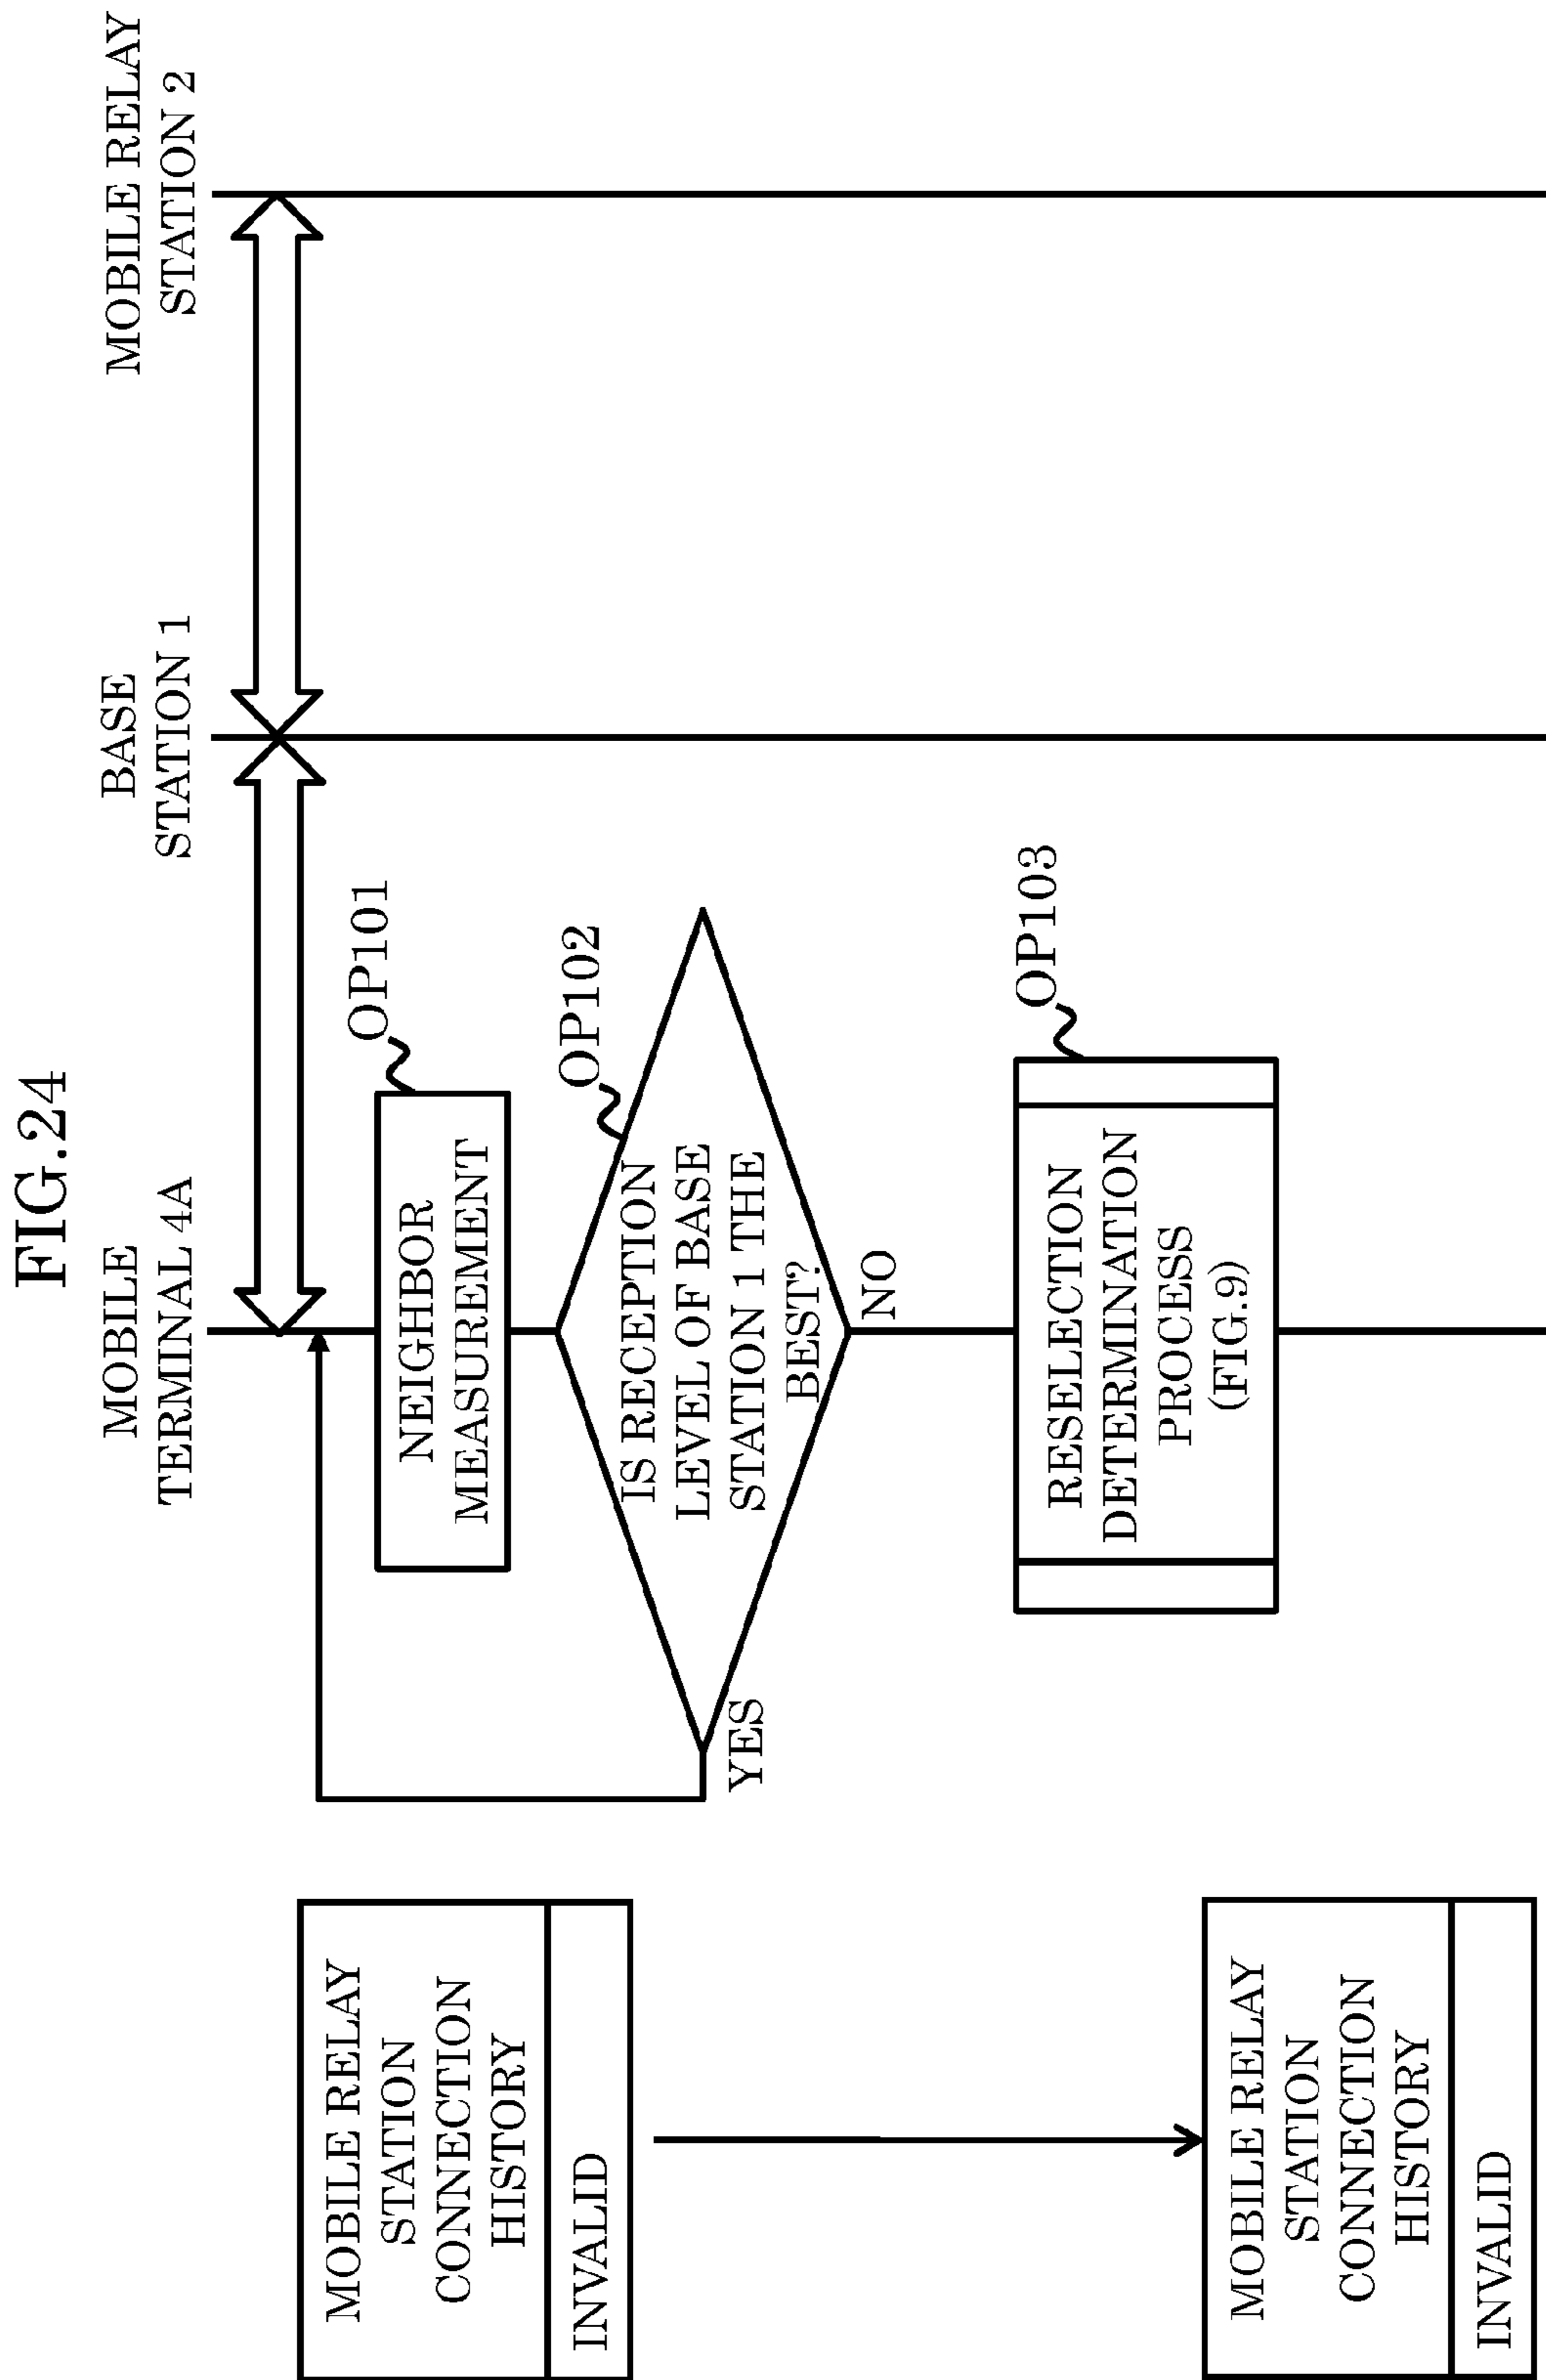 FIG.24
MOBILE
TERMINAL 4A
BASE
STATION 1
MOBILE RELAY
STATION 2
MOBILE RELAY
STATION
CONNECTION
HISTORY
INVALID
OP101
NEIGHBOR
MEASUREMENT
OP102
IS RECEPTION
LEVEL OF BASE
STATION 1 THE
BEST?
YES
NO
OP103
RESELECTION
DETERMINATION
PROCESS
(FIG.9)
MOBILE RELAY
STATION
CONNECTION
HISTORY
INVALID